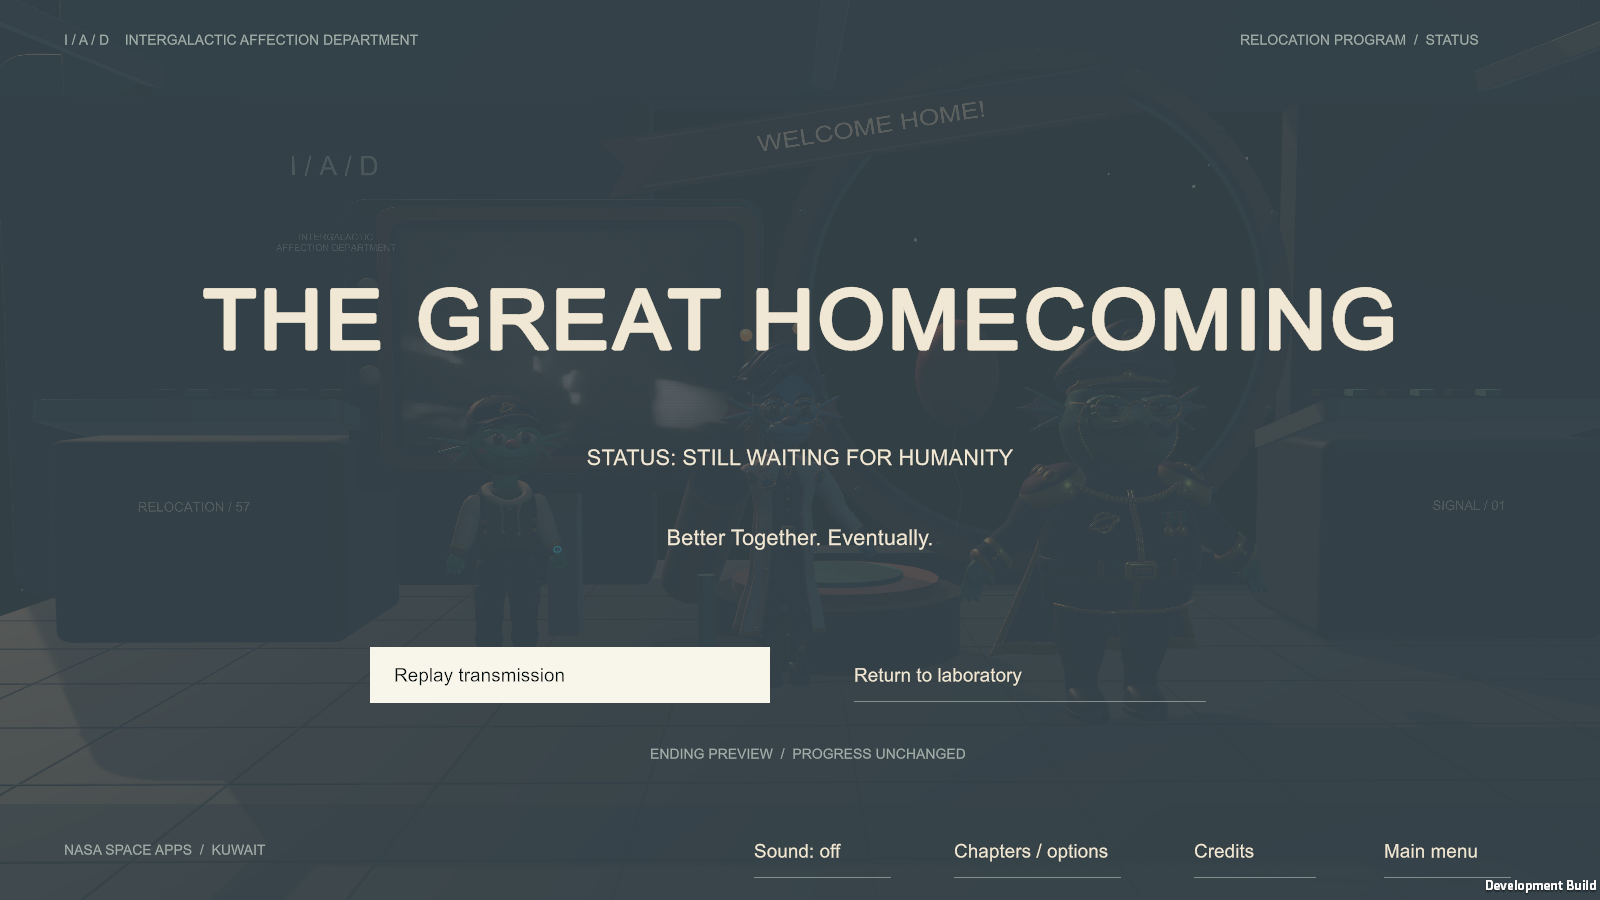 I / A / D INTERGALACTIC AFFECTION DEPARTMENT
RELOCATION PROGRAM / STATUS
WELCOME HOME!
I / A / D
INTERGALACTIC
AFFECTION DEPARTMENT
THE GREAT HOMECOMING
STATUS: STILL WAITING FOR HUMANITY
RELOCATION / 57
SIGNAL / 01
Better Together. Eventually.
Replay transmission
Return to laboratory
ENDING PREVIEW / PROGRESS UNCHANGED
NASA SPACE APPS / KUWAIT
Sound: off
Chapters / options
Credits
Main menu
Development Build